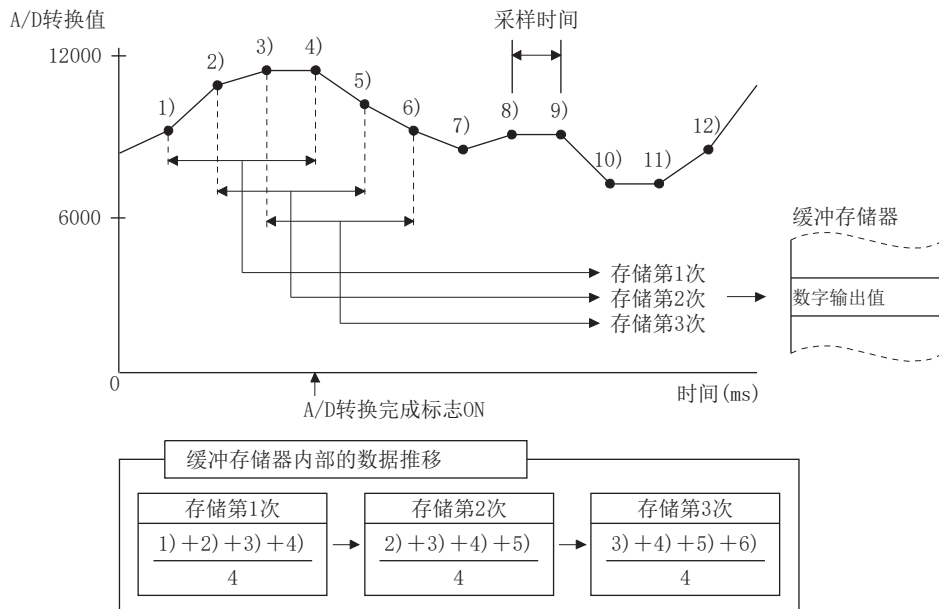 A/D转换值
采样时间
12000
6000
0
1)
2)
3)
4)
5)
6)
7)
8)
9)
10)
11)
12)
缓冲存储器
数字输出值
存储第1次
存储第2次
存储第3次
时间(ms)
A/D转换完成标志ON
缓冲存储器内部的数据推移
存储第1次
1)+2)+3)+4)
4
存储第2次
2)+3)+4)+5)
4
存储第3次
3)+4)+5)+6)
4